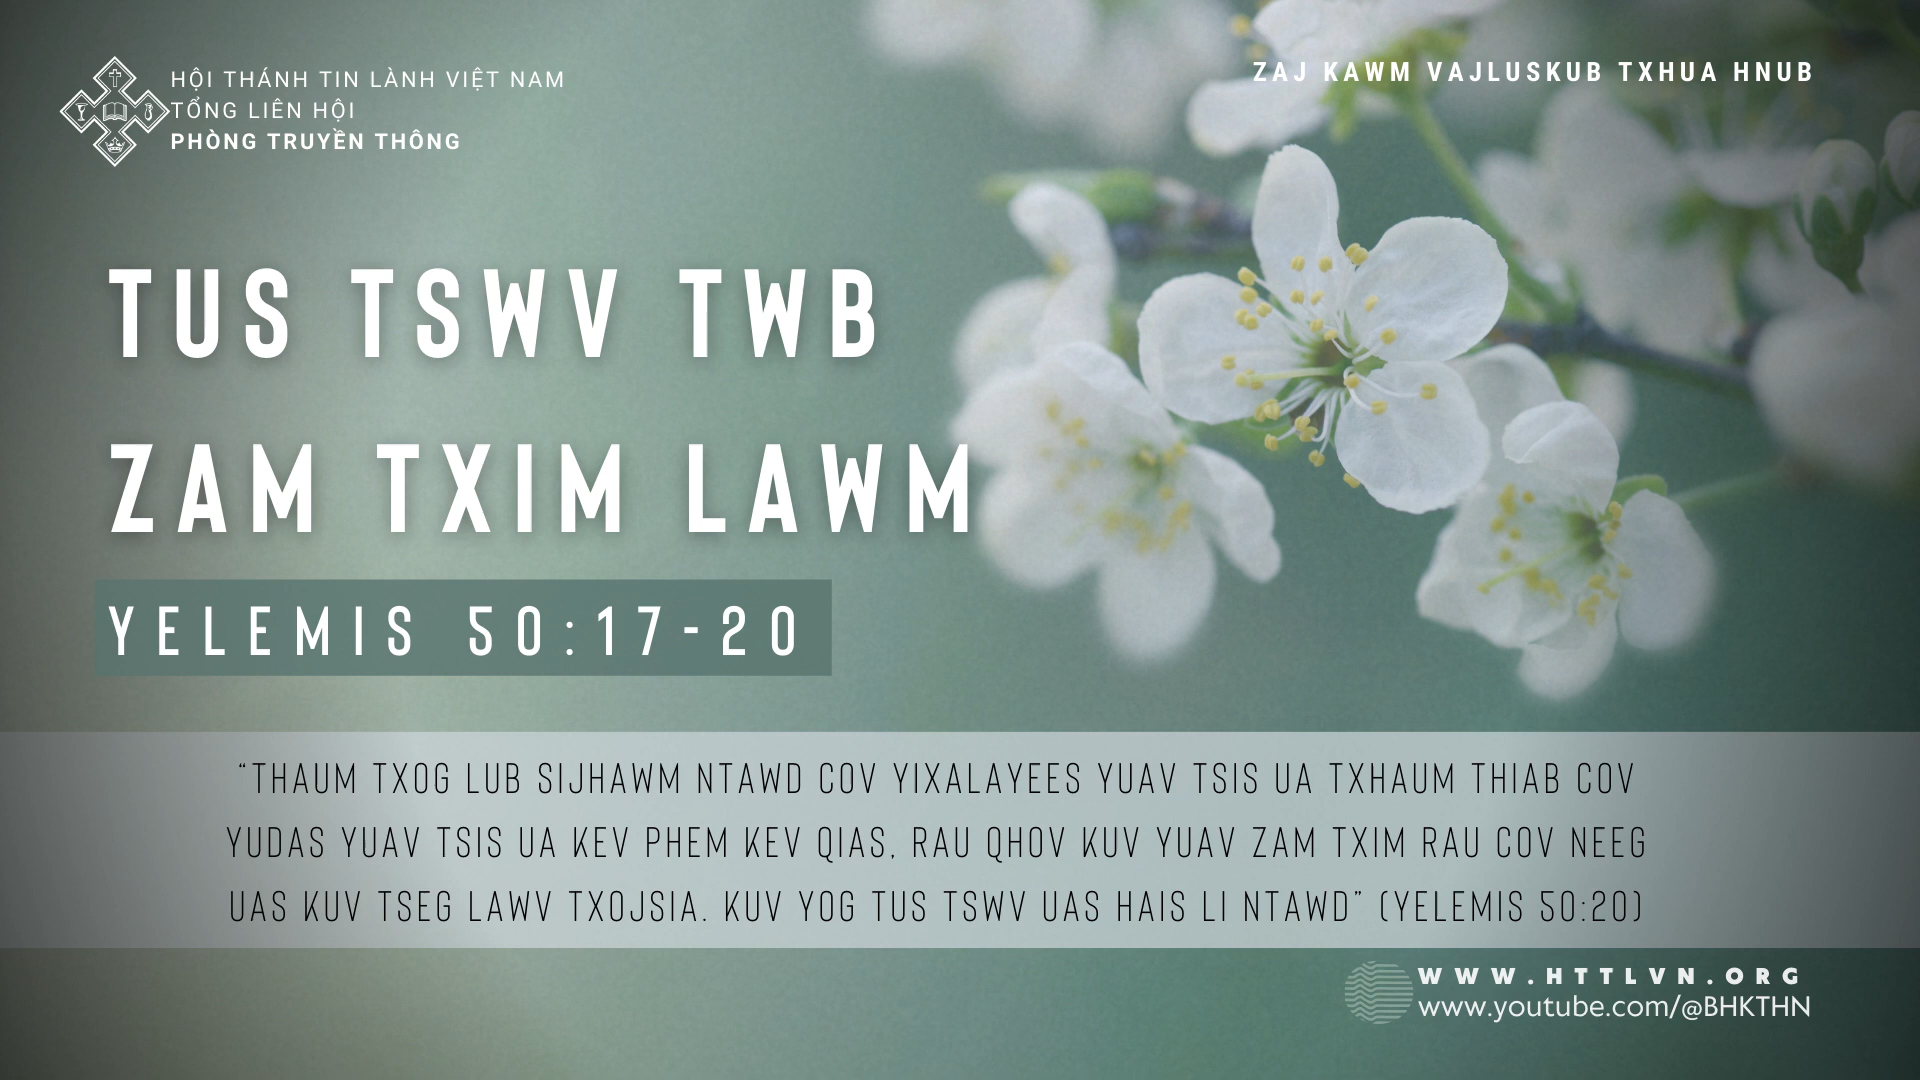 HỘI THÁNH TIN LÀNH VIỆT NAM
TỔNG LIÊN HỘI
PHÒNG TRUYỀN THÔNG
ZAJ KAWM VAJLUSKUB TXHUA HNUB
TUS TSWV TWB
ZAM TXIM LAWM
YELEMIS 50:17-20
“THAUM TXOG LUB SIJHAWM NTAWD COV YIXALAYEES YUAV TSIS UA TXHAUM THIAB COV
YUDAS YUAV TSIS UA KEV PHEM KEV QIAS, RAU QHOV KUV YUAV ZAM TXIM RAU COV NEEG
UAS KUV TSEG LAWV TXOJSIA. KUV YOG TUS TSWV UAS HAIS LI NTAWD” (YELEMIS 50:20)
WWW.HTTLVN.ORG
www.youtube.com/@BHKTHN